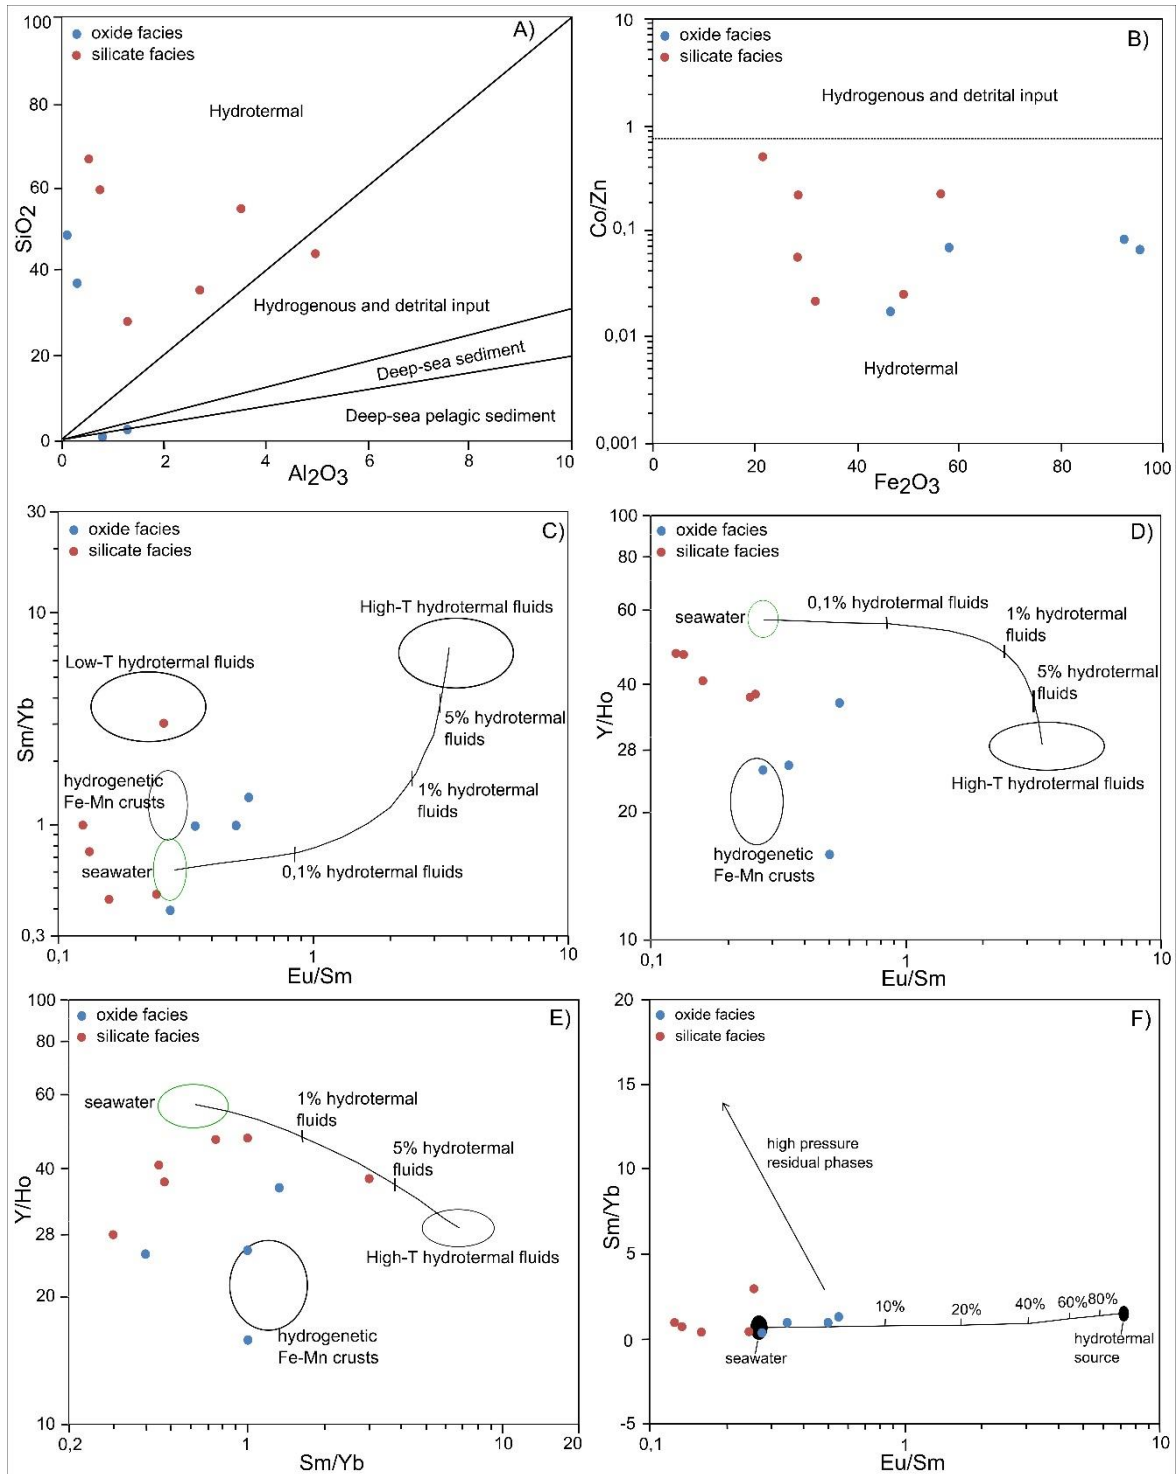 A)
oxide facies
silicate facies
100
80
60
40
20
0
SiO2
Hydrotermal
Hydrogenous and detrital input
Deep-sea sediment
Deep-sea pelagic sediment
0
2
4
6
8
10
Al2O3
B)
oxide facies
silicate facies
10
1
0,1
0,01
0,001
Co/Zn
Hydrogenous and detrital input
Hydrotermal
0
20
40
60
80
100
Fe2O3
C)
oxide facies
silicate facies
30
10
1
0,3
Sm/Yb
High-T hydrotermal fluids
Low-T hydrotermal fluids
5% hydrotermal
fluids
hydrogenetic
Fe-Mn crusts
1% hydrotermal
fluids
seawater
0,1% hydrotermal fluids
0,1
1
10
Eu/Sm
D)
oxide facies
silicate facies
100
80
60
40
28
20
10
Y/Ho
seawater
0,1% hydrotermal fluids
1% hydrotermal
fluids
5% hydrotermal
fluids
High-T hydrotermal fluids
hydrogenetic
Fe-Mn crusts
0,1
1
10
Eu/Sm
E)
oxide facies
silicate facies
100
80
60
40
28
20
10
Y/Ho
seawater
1% hydrotermal
fluids
5% hydrotermal
fluids
High-T hydrotermal fluids
hydrogenetic
Fe-Mn crusts
0,2
1
10
20
Sm/Yb
F)
oxide facies
silicate facies
20
15
10
5
0
-5
Sm/Yb
high pressure
residual phases
10%
20%
40%
60%
80%
seawater
hydrotermal
source
0,1
1
10
Eu/Sm